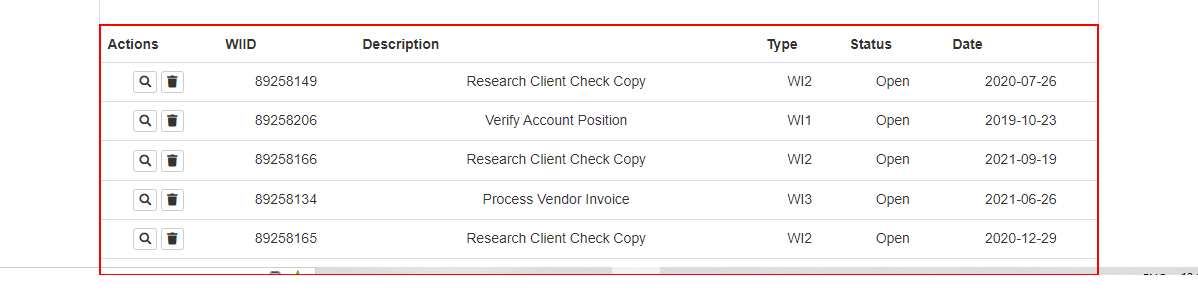 Actions WIID Description Type Status Date
89258149 Research Client Check Copy WI2 Open 2020-07-26
89258206 Verify Account Position WI1 Open 2019-10-23
89258166 Research Client Check Copy WI2 Open 2021-09-19
89258134 Process Vendor Invoice WI3 Open 2021-06-26
89258165 Research Client Check Copy WI2 Open 2020-12-29